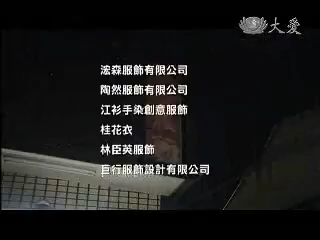 大愛
浤森服飾有限公司
陶然服飾有限公司
江衫手染創意服飾
桂花衣
林臣英服飾
巨行服飾設計有限公司